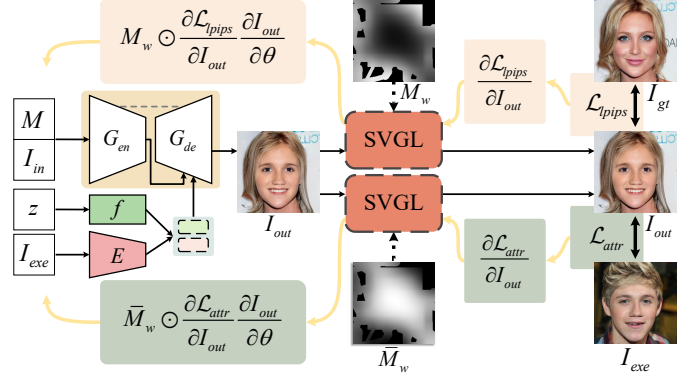 M_w ⊙ ∂L_lpips/∂I_out ∂I_out/∂θ
M_w
∂L_lpips/∂I_out
L_lpips
I_gt
M
I_in
G_en
G_de
SVGL
z
f
I_out
SVGL
I_out
I_exe
E
∂L_attr/∂I_out
L_attr
M̄_w ⊙ ∂L_attr/∂I_out ∂I_out/∂θ
M̄_w
I_exe